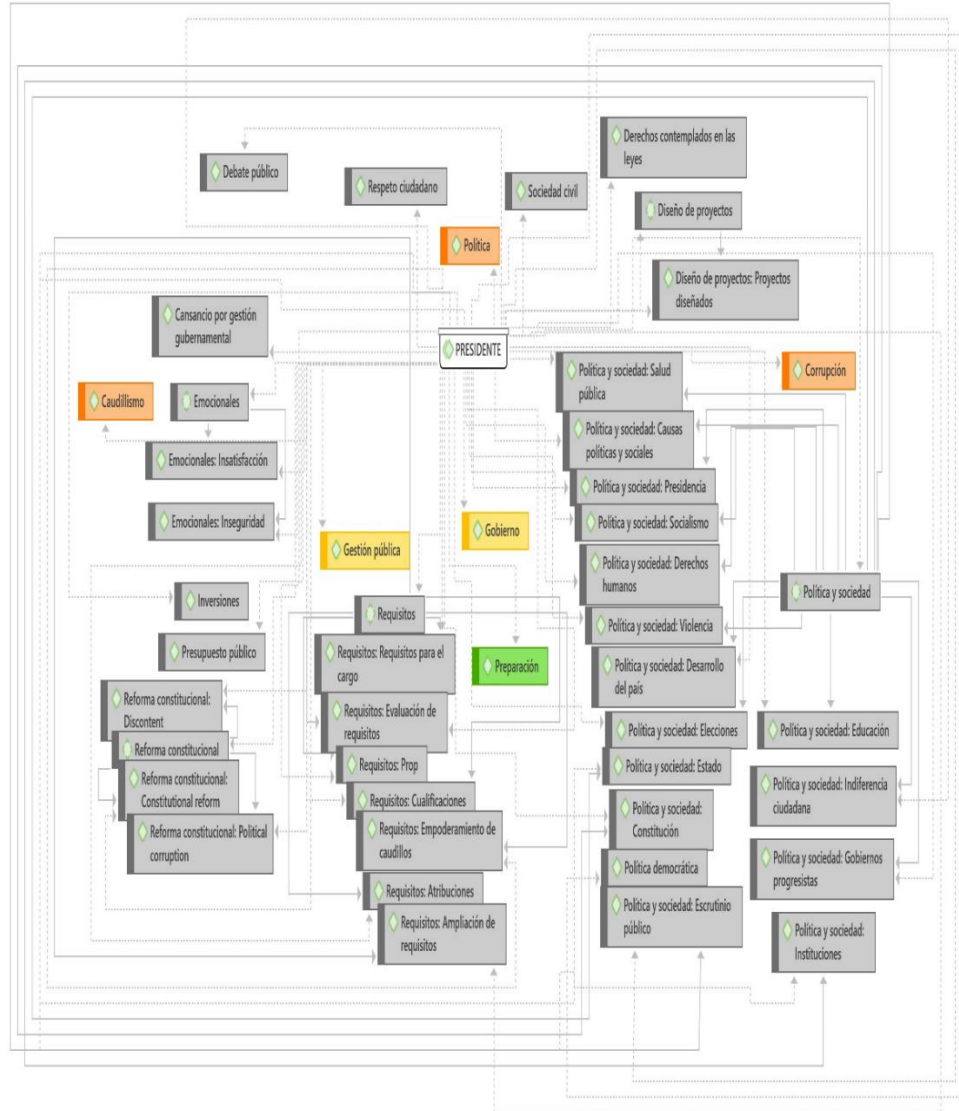 Derechos contemplados en las
leyes
Debate público
Respeto ciudadano
Sociedad civil
Diseño de proyectos
Política
Diseño de proyectos: Proyectos
diseñados
Cansancio por gestión
gubernamental
PRESIDENTE
Política y sociedad: Salud
pública
Corrupción
Caudillismo
Emocionales
Política y sociedad: Causas
políticas y sociales
Emocionales: Insatisfacción
Política y sociedad: Presidencia
Emocionales: Inseguridad
Política y sociedad: Socialismo
Gobierno
Gestión pública
Política y sociedad: Derechos
humanos
Política y sociedad
Inversiones
Requisitos
Política y sociedad: Violencia
Presupuesto público
Requisitos: Requisitos para el
cargo
Preparación
Política y sociedad: Desarrollo
del país
Reforma constitucional:
Discontent
Requisitos: Evaluación de
requisitos
Política y sociedad: Elecciones
Política y sociedad: Educación
Reforma constitucional
Requisitos: Prop
Política y sociedad: Estado
Reforma constitucional:
Constitutional reform
Requisitos: Cualificaciones
Política y sociedad: Indiferencia
ciudadana
Política y sociedad:
Constitución
Reforma constitucional: Political
corruption
Requisitos: Empoderamiento de
caudillos
Política democrática
Política y sociedad: Gobiernos
progresistas
Requisitos: Atribuciones
Política y sociedad: Escrutinio
público
Requisitos: Ampliación de
requisitos
Política y sociedad:
Instituciones